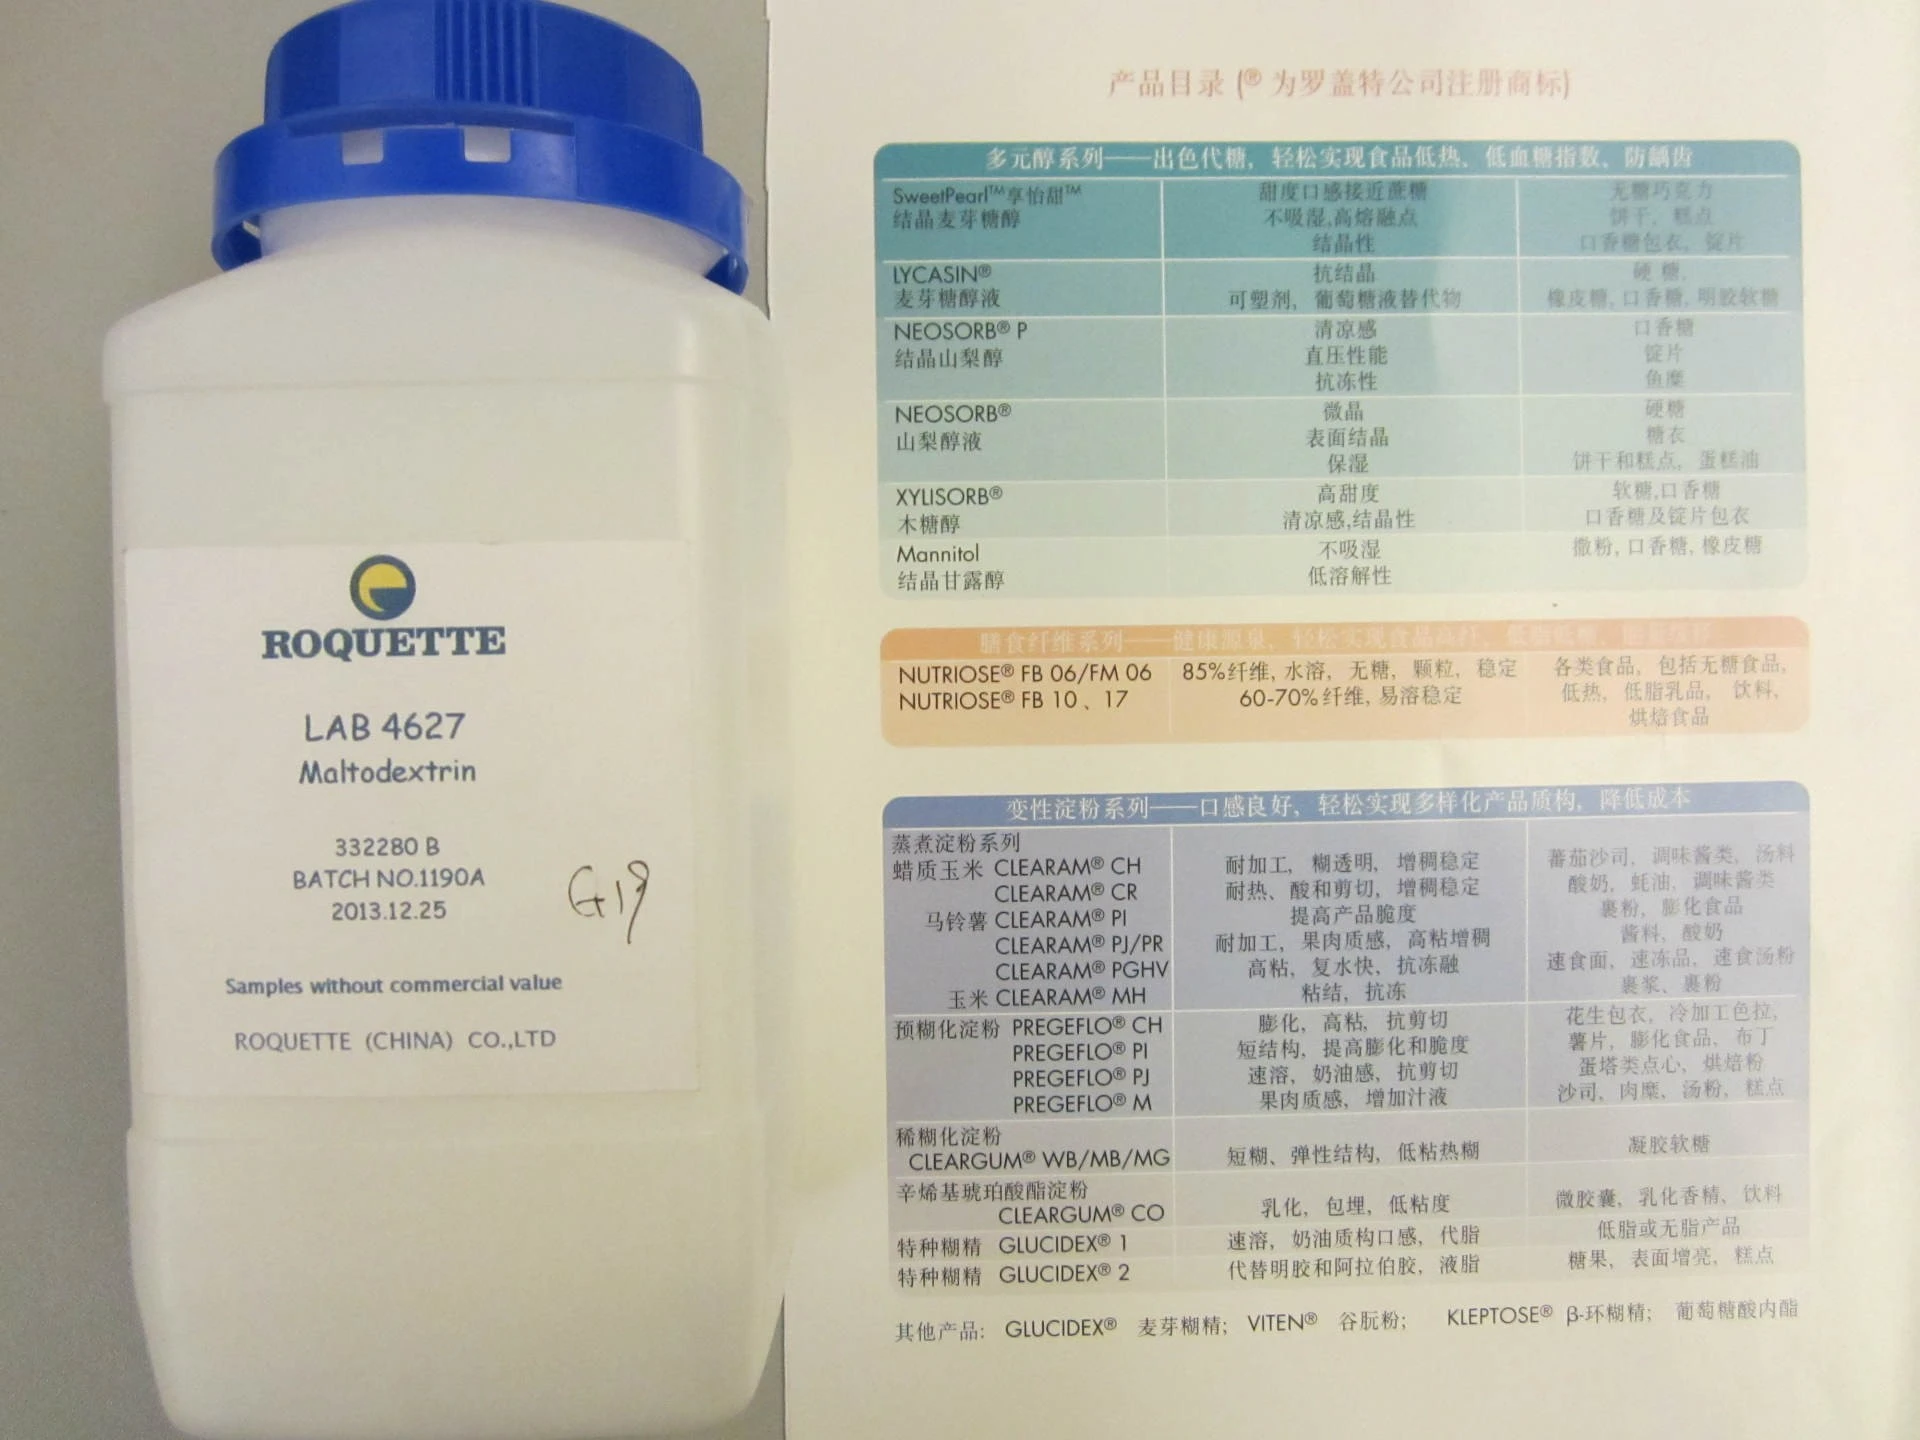 ROQUETTE
LAB 4627
Maltodextrin
332280 B
BATCH NO.1190A
2013.12.25
G19
Samples without commercial value
ROQUETTE (CHINA) CO.,LTD
产品目录 (® 为罗盖特公司注册商标)
多元醇系列——出色代糖, 轻松实现食品低热、低血糖指数、防龋齿
SweetPearl™享怡甜™ 甜度口感接近蔗糖 无糖巧克力
结晶麦芽糖醇 不吸湿,高熔融点 饼干、糕点
结晶性 口香糖包衣, 锭片
LYCASIN® 抗结晶 硬 糖,
麦芽糖醇液 可塑剂, 葡萄糖液替代物 橡皮糖, 口香糖, 明胶软糖
NEOSORB® P 清凉感 口香糖
结晶山梨醇 直压性能 锭片
抗冻性 鱼糜
NEOSORB® 微晶 硬糖
山梨醇液 表面结晶 糖衣
保湿 饼干和糕点, 蛋糕油
XYLISORB® 高甜度 软糖,口香糖
木糖醇 清凉感,结晶性 口香糖及锭片包衣
Mannitol 不吸湿 撒粉, 口香糖, 橡皮糖
结晶甘露醇 低溶解性
膳食纤维系列——健康源泉, 轻松实现食品高纤、
NUTRIOSE® FB 06/FM 06 85%纤维, 水溶, 无糖, 颗粒, 稳定 各类食品, 包括无糖食品,
NUTRIOSE® FB 10 、17 60-70%纤维, 易溶稳定 低热, 低脂乳品, 饮料,
烘焙食品
变性淀粉系列——口感良好, 轻松实现多样化产品质构, 降低成本
蒸煮淀粉系列
蜡质玉米 CLEARAM® CH 耐加工, 糊透明, 增稠稳定 蕃茄沙司, 调味酱类, 汤料
CLEARAM® CR 耐热、酸和剪切, 增稠稳定 酸奶, 蚝油, 调味酱类
马铃薯 CLEARAM® PI 提高产品脆度 裹粉, 膨化食品
CLEARAM® PJ/PR 耐加工, 果肉质感, 高粘增稠 酱料, 酸奶
CLEARAM® PGHV 高粘, 复水快, 抗冻融 速食面, 速冻品, 速食汤粉
玉米 CLEARAM® MH 粘结, 抗冻 裹浆、裹粉
预糊化淀粉 PREGEFLO® CH 膨化, 高粘, 抗剪切 花生包衣, 冷加工色拉,
PREGEFLO® PI 短结构, 提高膨化和脆度 薯片, 膨化食品、布丁
PREGEFLO® PJ 速溶, 奶油感, 抗剪切 蛋塔类点心, 烘焙粉
PREGEFLO® M 果肉质感, 增加汁液 沙司, 肉糜、汤粉, 糕点
稀糊化淀粉
CLEARGUM® WB/MB/MG 短糊、弹性结构, 低粘热糊 凝胶软糖
辛烯基琥珀酸酯淀粉
CLEARGUM® CO 乳化, 包埋, 低粘度 微胶囊, 乳化香精, 饮料
特种糊精 GLUCIDEX® 1 速溶, 奶油质构口感, 代脂 低脂或无脂产品
特种糊精 GLUCIDEX® 2 代替明胶和阿拉伯胶, 液脂 糖果, 表面增亮, 糕点
其他产品: GLUCIDEX® 麦芽糊精; VITEN® 谷朊粉; KLEPTOSE® β-环糊精; 葡萄糖酸内酯